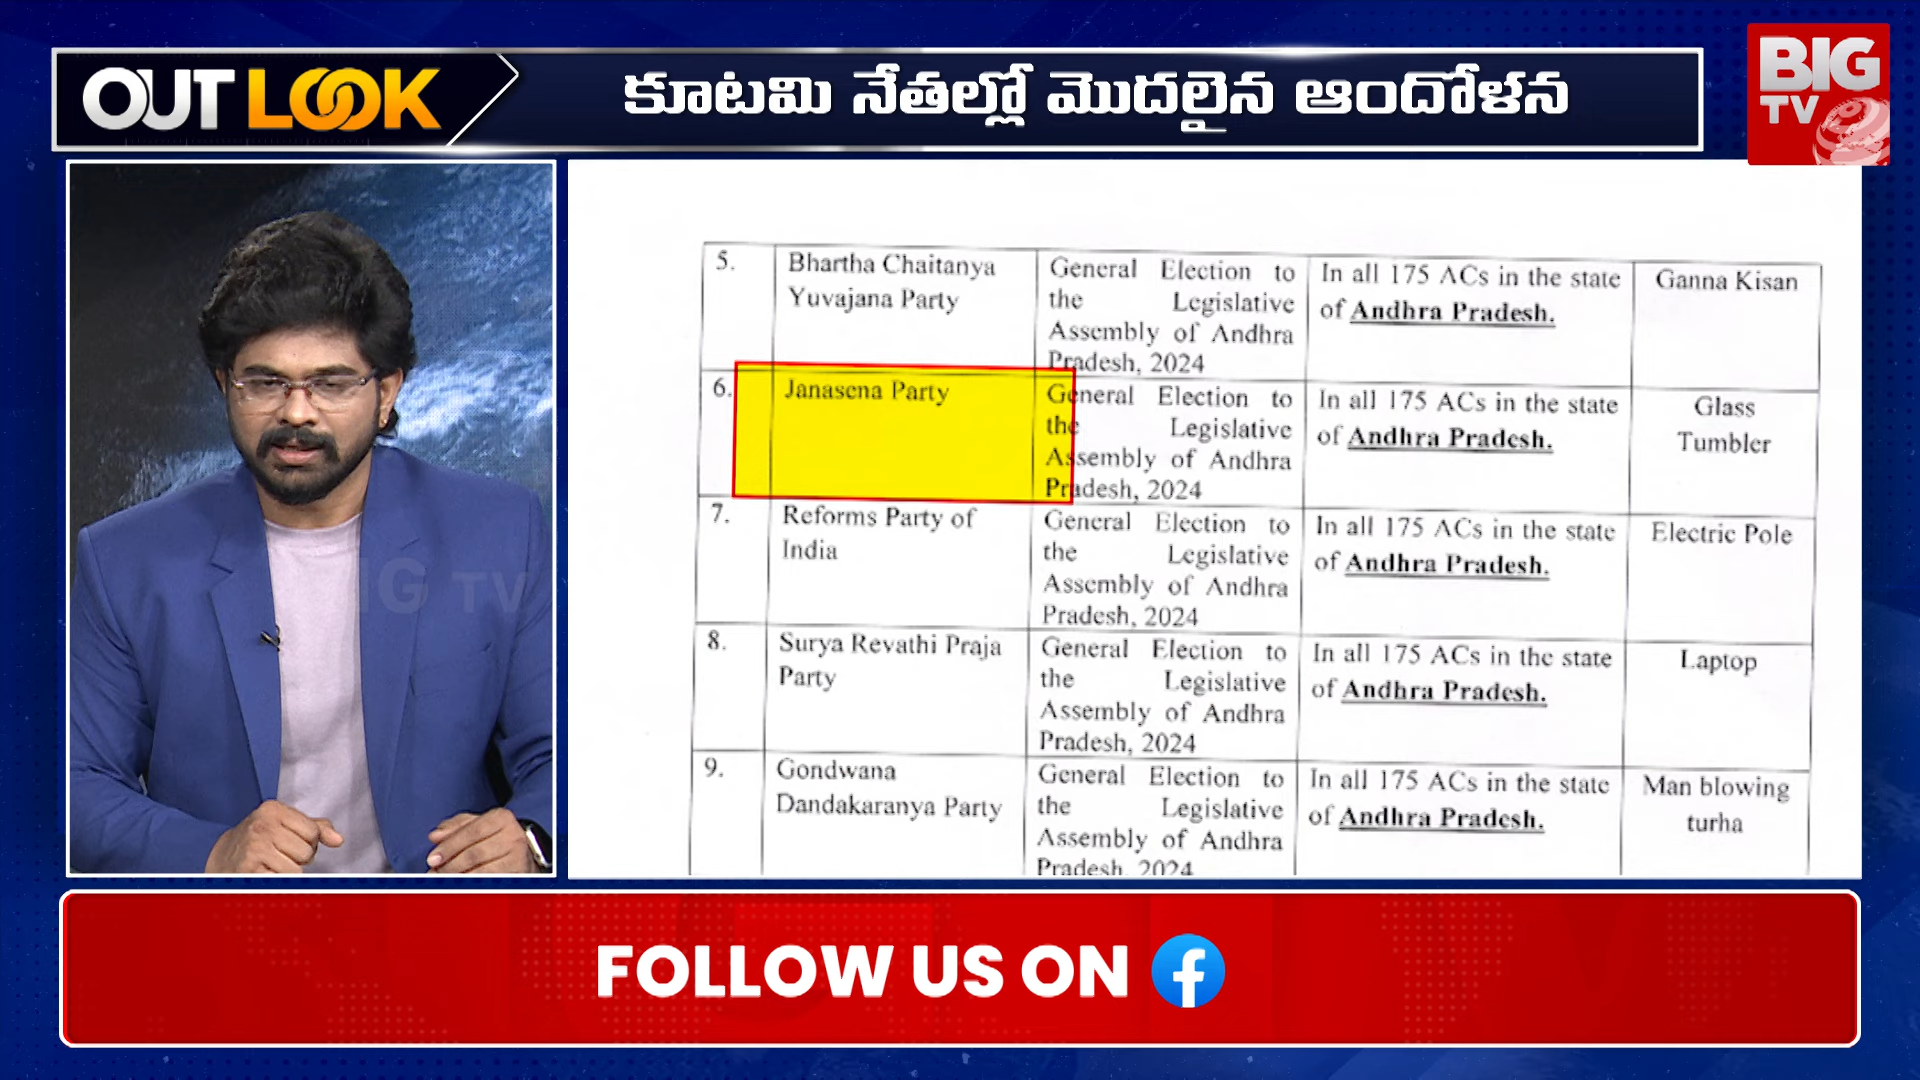 OUT LOOK
కూటమి నేతల్లో మొదలైన ఆందోళన
BIG
TV
BIG TV
5.
Bhartha Chaitanya
Yuvajana Party
General Election to
the Legislative
Assembly of Andhra
Pradesh, 2024
In all 175 ACs in the state
of Andhra Pradesh.
Ganna Kisan
6.
Janasena Party
General Election to
the Legislative
Assembly of Andhra
Pradesh, 2024
In all 175 ACs in the state
of Andhra Pradesh.
Glass
Tumbler
7.
Reforms Party of
India
General Election to
the Legislative
Assembly of Andhra
Pradesh, 2024
In all 175 ACs in the state
of Andhra Pradesh.
Electric Pole
8.
Surya Revathi Praja
Party
General Election to
the Legislative
Assembly of Andhra
Pradesh, 2024
In all 175 ACs in the state
of Andhra Pradesh.
Laptop
9.
Gondwana
Dandakaranya Party
General Election to
the Legislative
Assembly of Andhra
Pradesh, 2024
In all 175 ACs in the state
of Andhra Pradesh.
Man blowing
turha
FOLLOW US ON